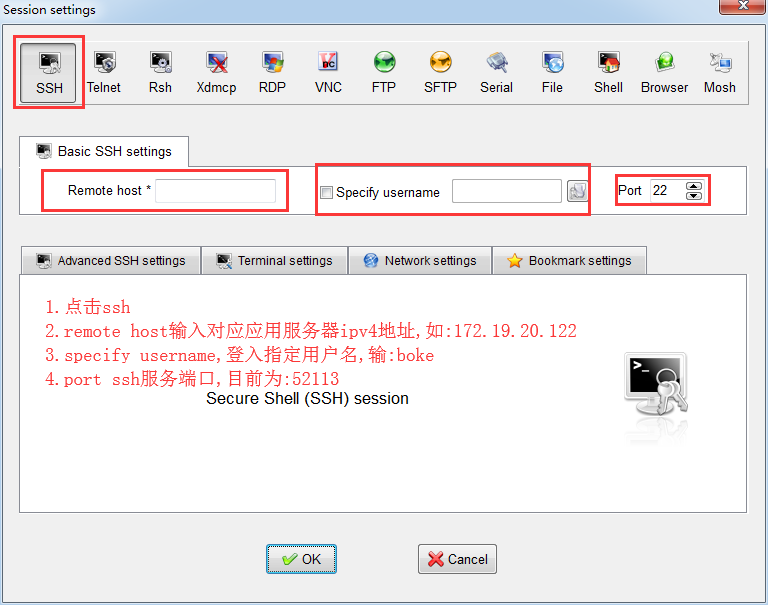 Session settings
SSH Telnet Rsh Xdmcp RDP VNC FTP SFTP Serial File Shell Browser Mosh
Basic SSH settings
Remote host * Specify username Port 22
Advanced SSH settings Terminal settings Network settings Bookmark settings
1.点击ssh
2.remote host输入对应应用服务器ipv4地址,如:172.19.20.122
3.specify username,登入指定用户名,输:boke
4.port ssh服务端口,目前为:52113
Secure Shell (SSH) session
OK Cancel